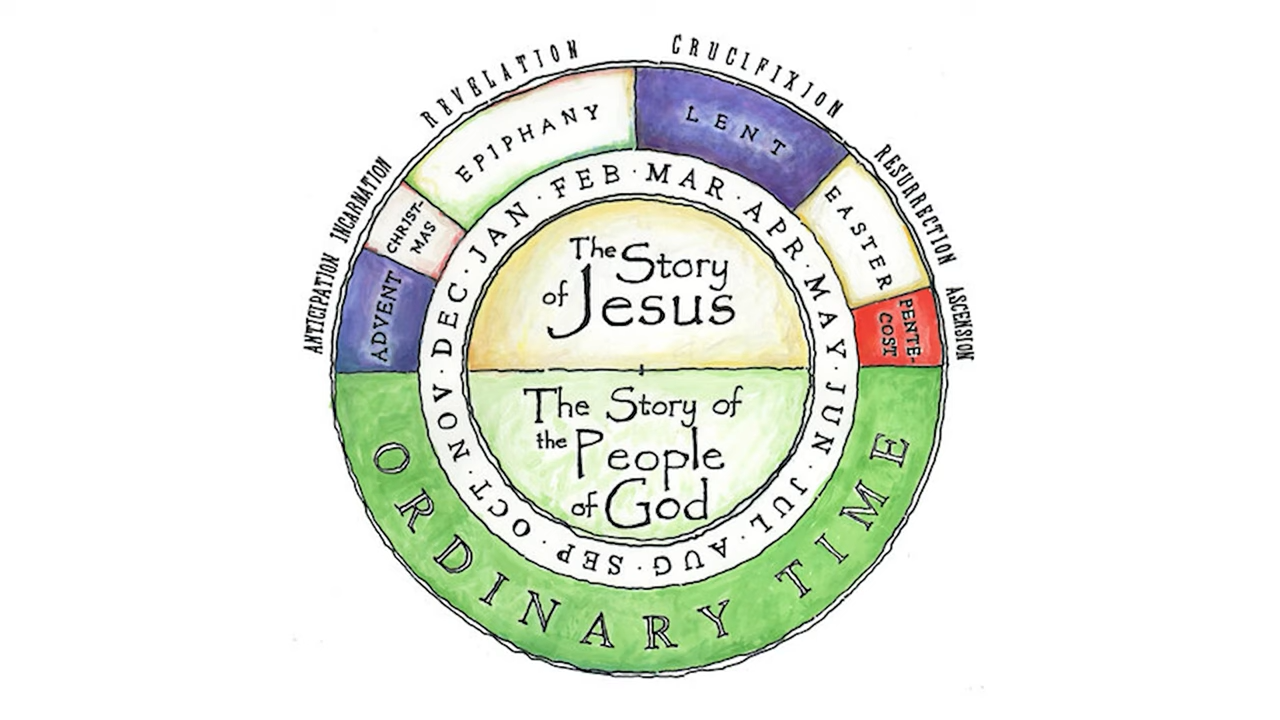 ANTICIPATION
INCARNATION
REVELATION
CRUCIFIXION
RESURRECTION
ASCENSION
ADVENT
CHRIST-
MAS
EPIPHANY
LENT
EASTER
PENTE-
COST
ORDINARY TIME
JAN · FEB · MAR · APR · MAY · JUN · JUL · AUG · SEP · OCT · NOV · DEC ·
The Story
of Jesus
The Story of
the People
of God